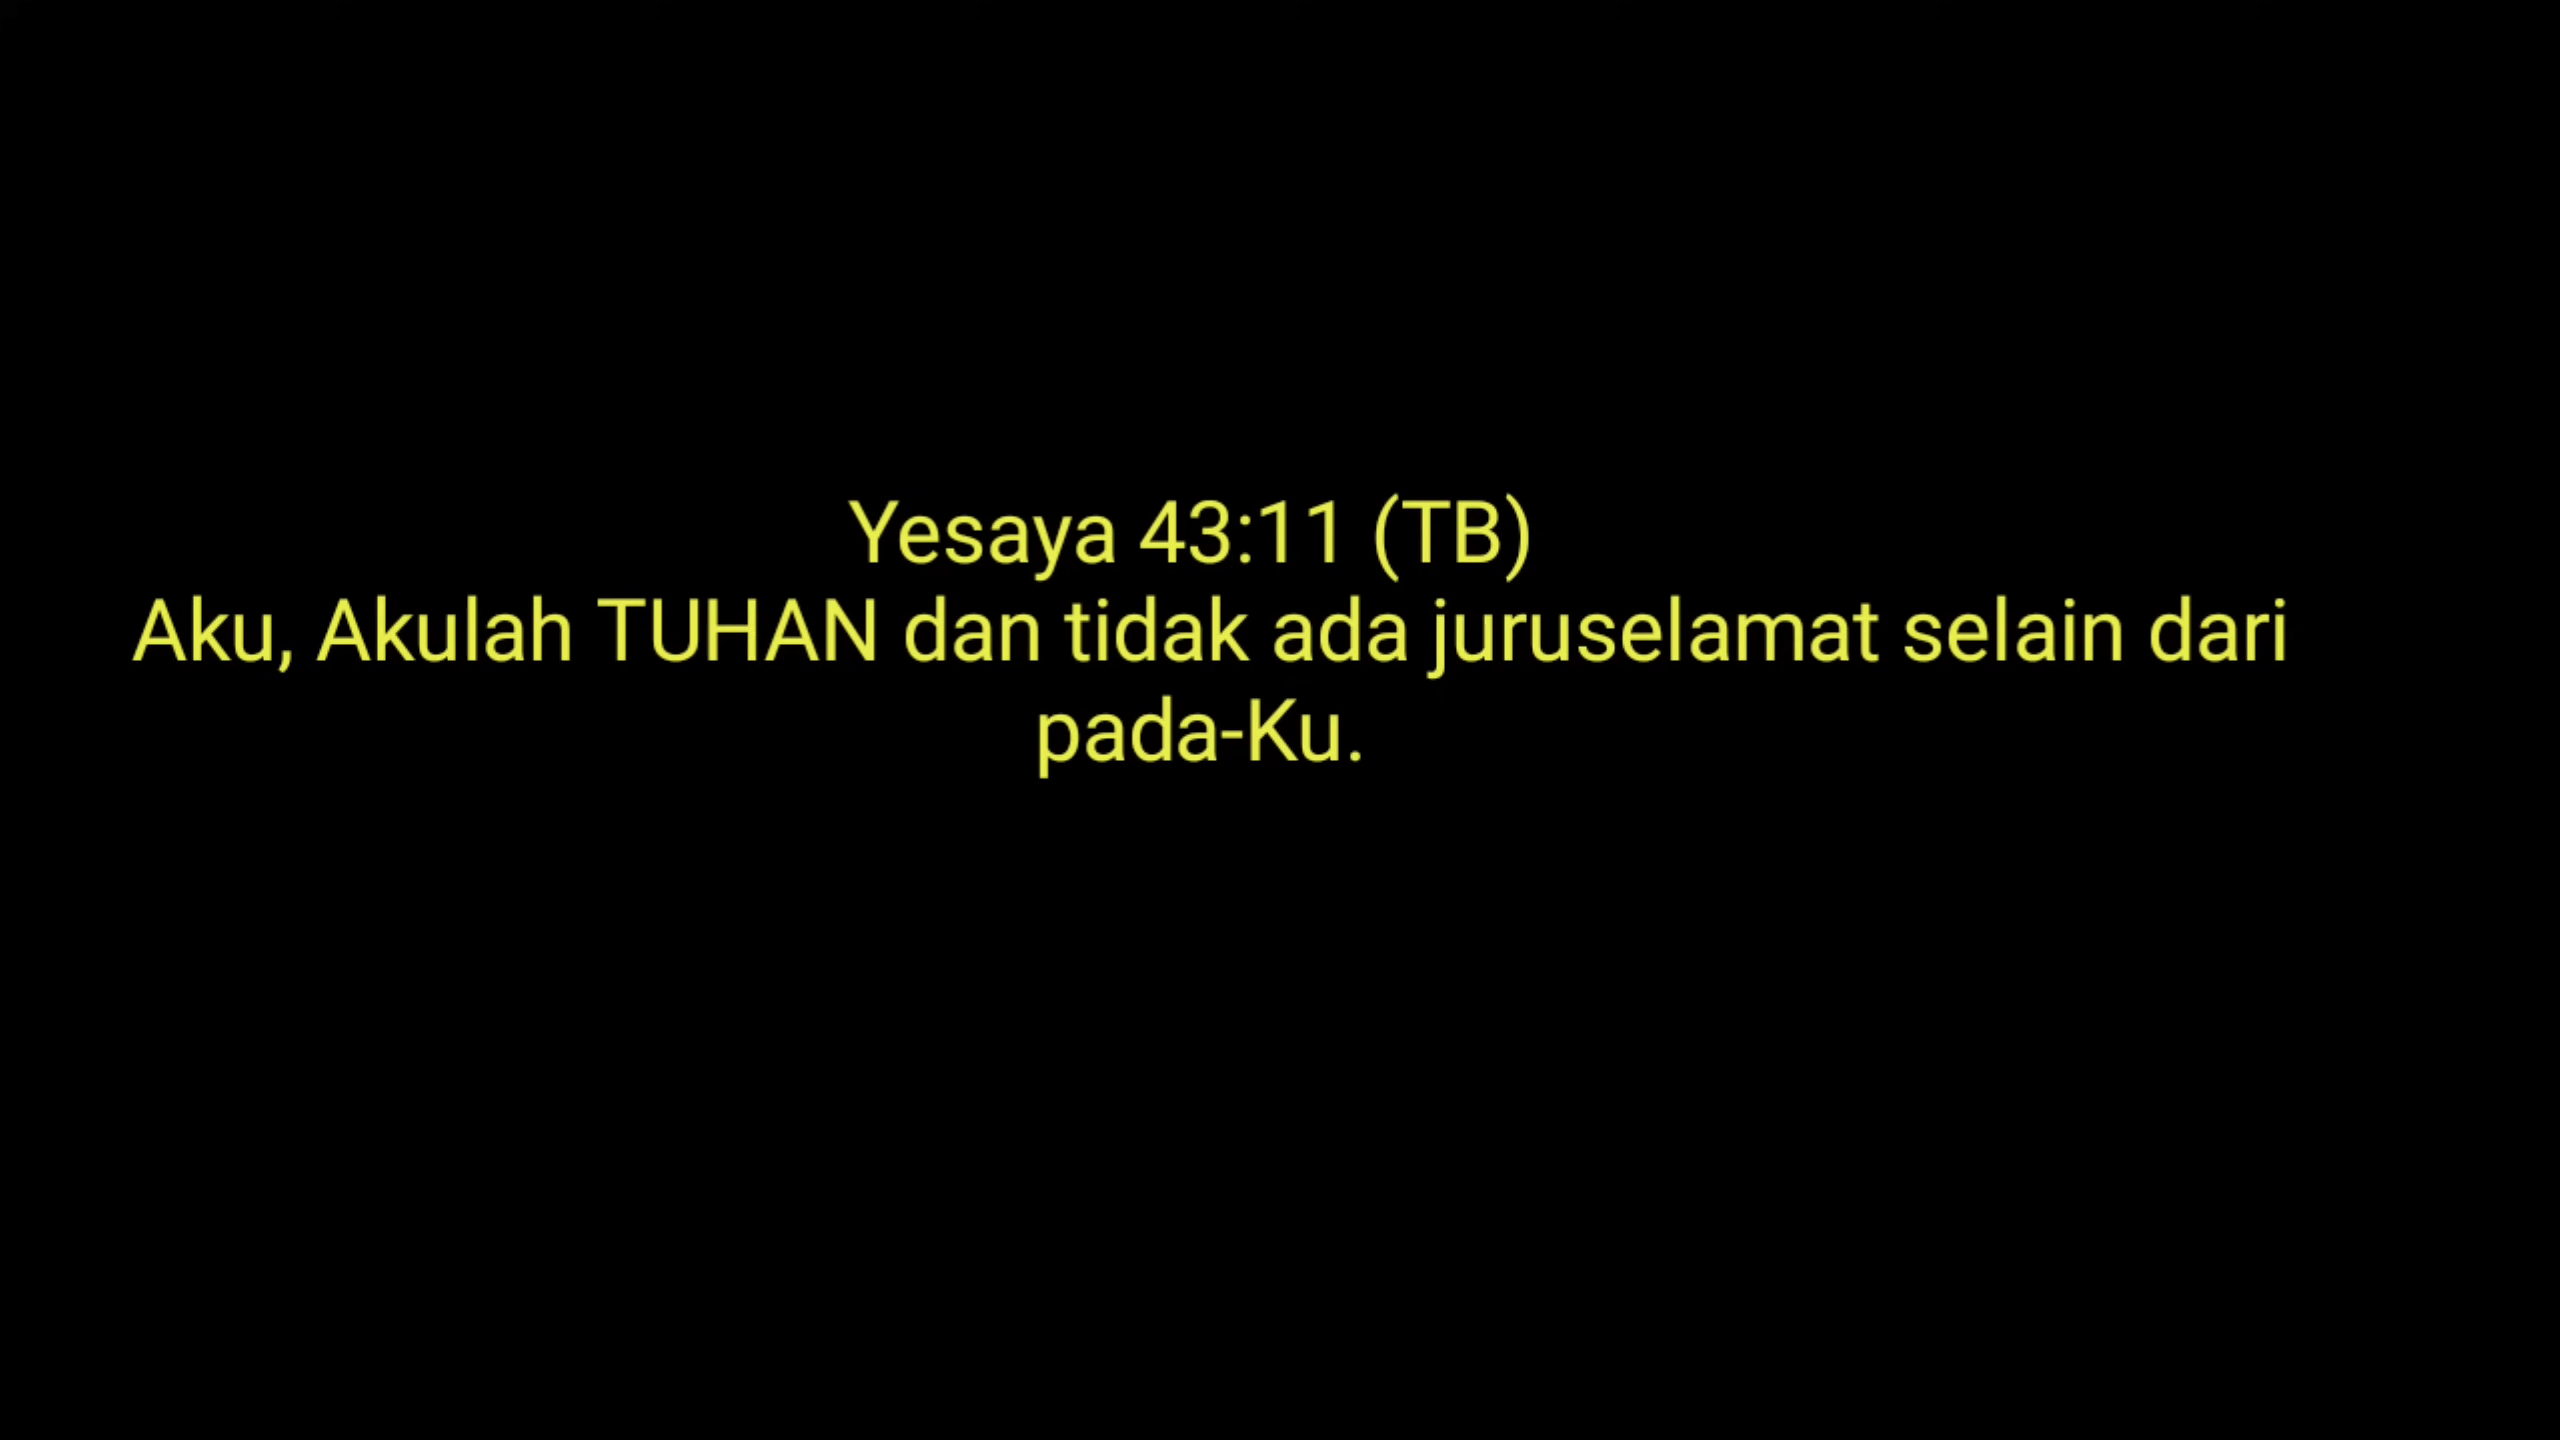 Yesaya 43:11 (TB)
Aku, Akulah TUHAN dan tidak ada juruselamat selain dari
pada-Ku.